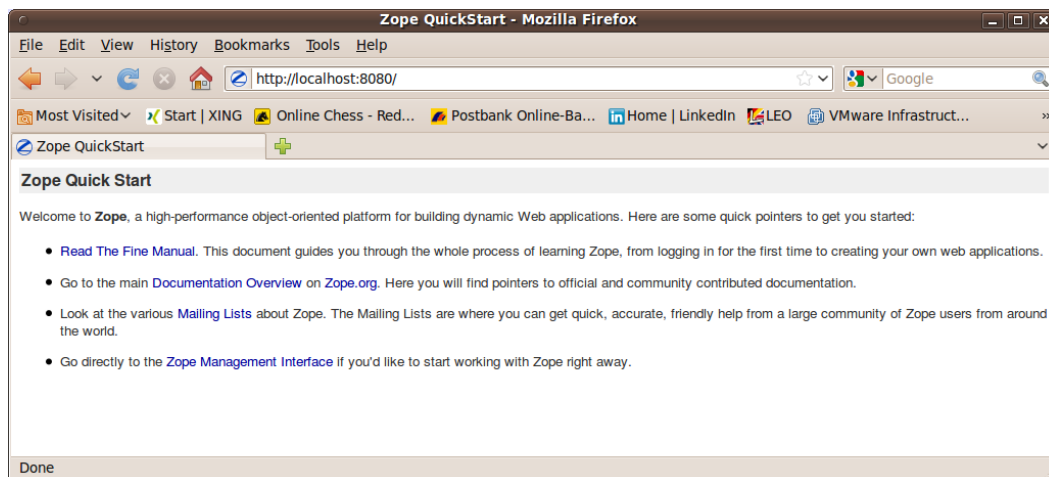 Zope QuickStart - Mozilla Firefox
File Edit View History Bookmarks Tools Help
http://localhost:8080/ Google
Most Visited Start | XING Online Chess - Red... Postbank Online-Ba... Home | LinkedIn LEO VMware Infrastruct... »
Zope QuickStart
Zope Quick Start
Welcome to Zope, a high-performance object-oriented platform for building dynamic Web applications. Here are some quick pointers to get you started:
• Read The Fine Manual. This document guides you through the whole process of learning Zope, from logging in for the first time to creating your own web applications.
• Go to the main Documentation Overview on Zope.org. Here you will find pointers to official and community contributed documentation.
• Look at the various Mailing Lists about Zope. The Mailing Lists are where you can get quick, accurate, friendly help from a large community of Zope users from around
the world.
• Go directly to the Zope Management Interface if you'd like to start working with Zope right away.
Done